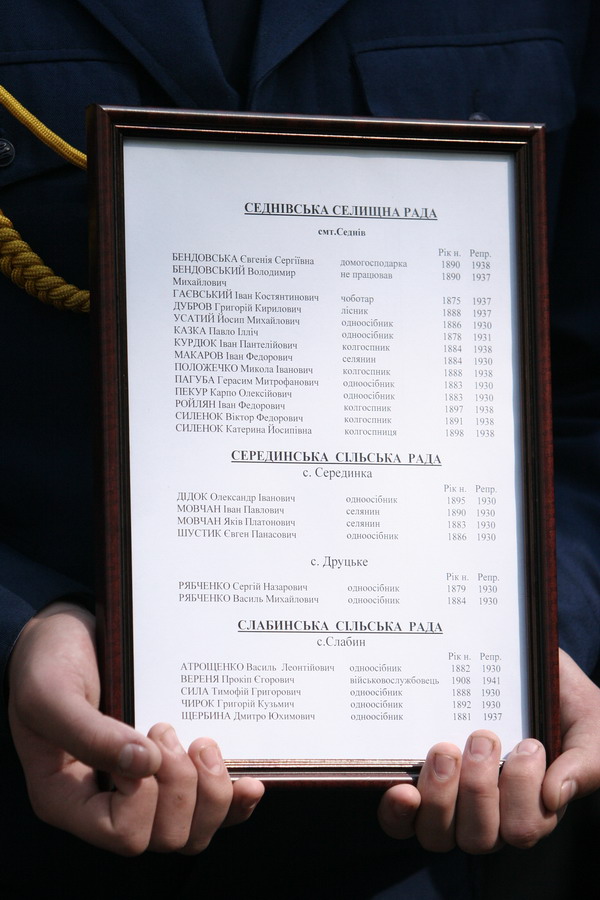 СЕДНІВСЬКА СЕЛИЩНА РАДА
смт.Седнів
Рік н. Репр.
БЕНДОВСЬКА Євгенія Сергіївна домогосподарка 1890 1938
БЕНДОВСЬКИЙ Володимир не працював 1890 1937
Михайлович
ГАЄВСЬКИЙ Іван Костянтинович чоботар 1875 1937
ДУБРОВ Григорій Кирилович лісник 1888 1937
УСАТИЙ Йосип Михайлович одноосібник 1886 1930
КАЗКА Павло Ілліч одноосібник 1878 1931
КУРДЮК Іван Пантелійович колгоспник 1884 1938
МАКАРОВ Іван Федорович селянин 1884 1930
ПОЛОЖЕЧКО Микола Іванович колгоспник 1888 1938
ПАГУБА Герасим Митрофанович одноосібник 1883 1930
ПЕКУР Карпо Олексійович одноосібник 1883 1930
РОЙЛЯН Іван Федорович колгоспник 1897 1938
СИЛЕНОК Віктор Федорович колгоспник 1891 1938
СИЛЕНОК Катерина Йосипівна колгоспниця 1898 1938
СЕРЕДИНСЬКА СІЛЬСЬКА РАДА
с. Серединка
Рік н. Репр.
ДІДОК Олександр Іванович одноосібник 1895 1930
МОВЧАН Іван Павлович селянин 1890 1930
МОВЧАН Яків Платонович селянин 1883 1930
ШУСТИК Євген Панасович одноосібник 1886 1930
с. Друцьке
Рік н. Репр.
РЯБЧЕНКО Сергій Назарович одноосібник 1879 1930
РЯБЧЕНКО Василь Михайлович одноосібник 1884 1930
СЛАБИНСЬКА СІЛЬСЬКА РАДА
с.Слабин
Рік н. Репр.
АТРОЩЕНКО Василь Леонтійович одноосібник 1882 1930
ВЕРЕНЯ Прокіп Єгорович військовослужбовець 1908 1941
СИЛА Тимофій Григорович одноосібник 1888 1930
ЧИРОК Григорій Кузьмич одноосібник 1892 1930
ЩЕРБИНА Дмитро Юхимович одноосібник 1881 1937